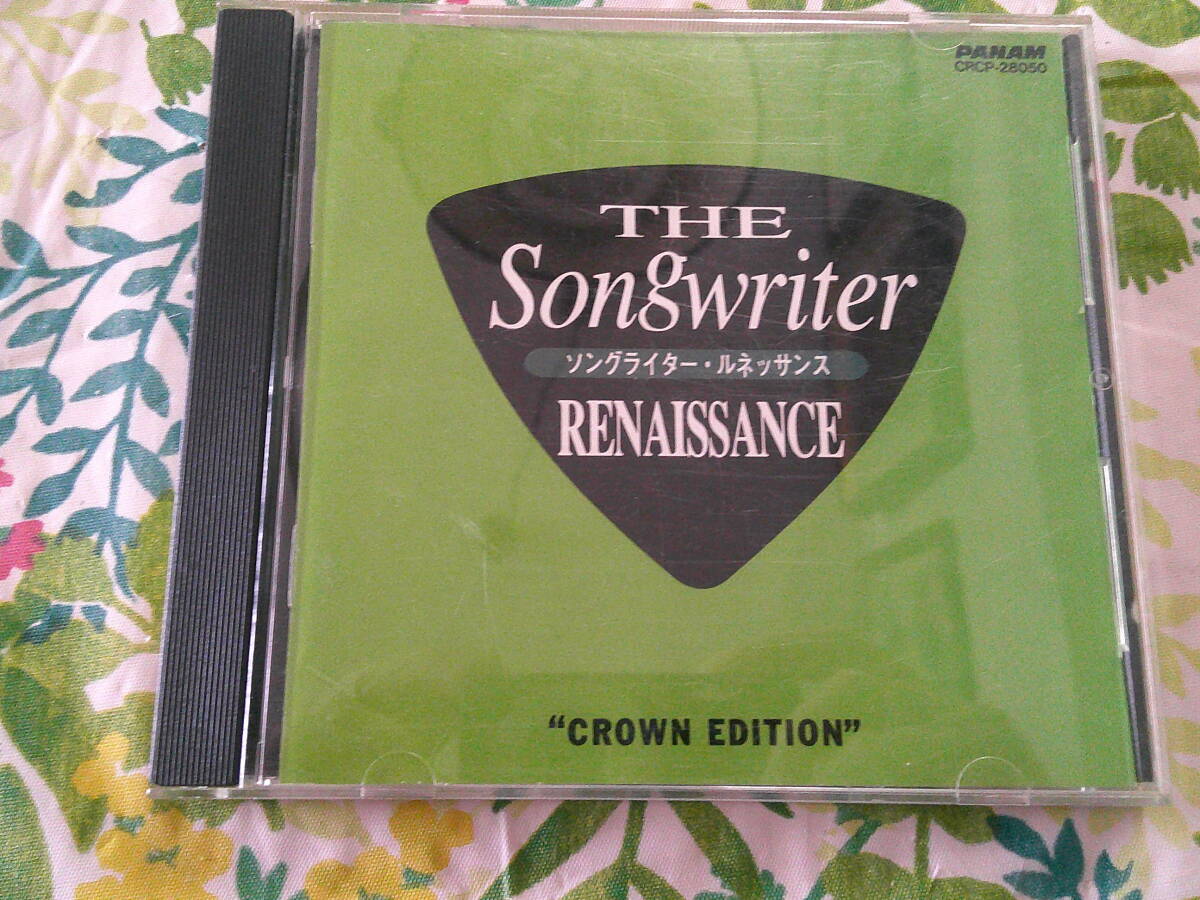 PANAM
CRCP-28050
THE
Songwriter
ソングライター・ルネッサンス
RENAISSANCE
“CROWN EDITION”